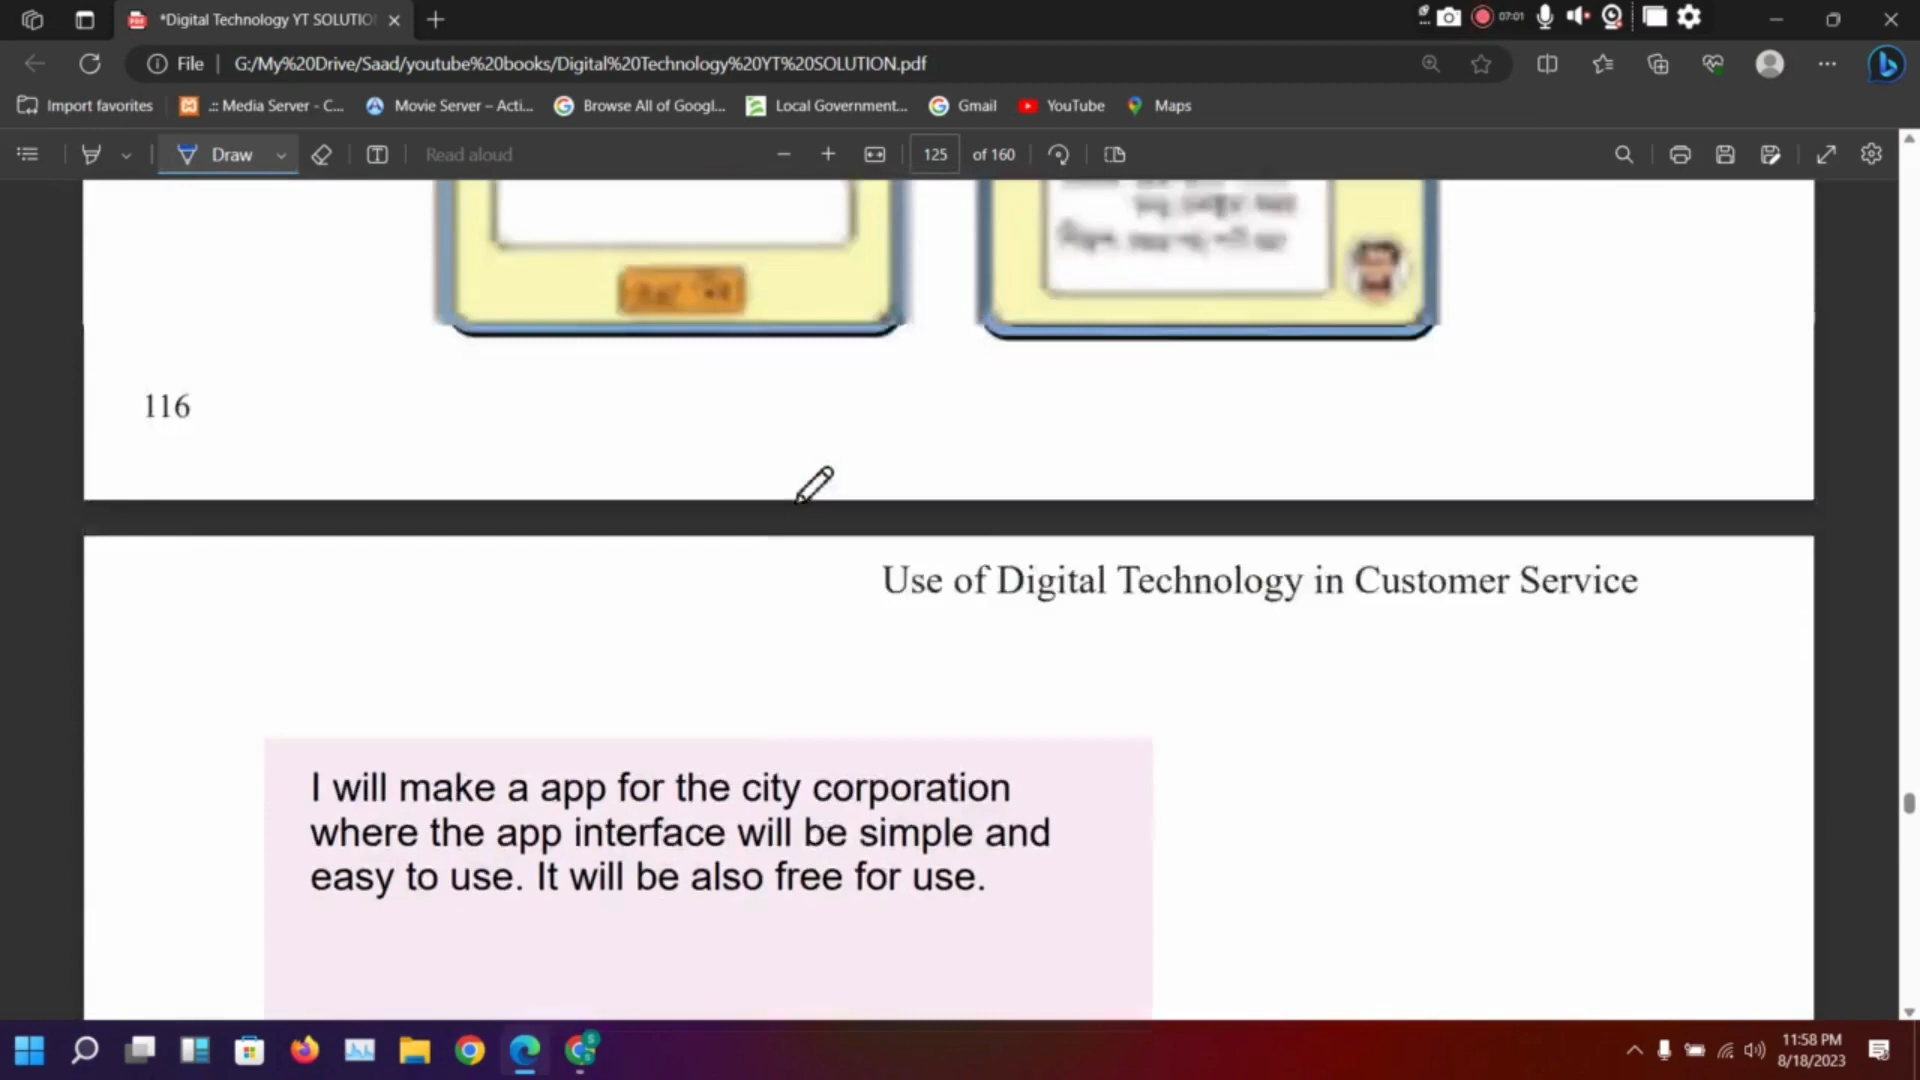 *Digital Technology YT SOLUTIO
07:01
File
G:/My%20Drive/Saad/youtube%20books/Digital%20Technology%20YT%20SOLUTION.pdf
Import favorites
.:: Media Server - C...
Movie Server – Acti...
Browse All of Googl...
Local Government...
Gmail
YouTube
Maps
Draw
Read aloud
125
of 160
116
Use of Digital Technology in Customer Service
I will make a app for the city corporation
where the app interface will be simple and
easy to use. It will be also free for use.
11:58 PM
8/18/2023